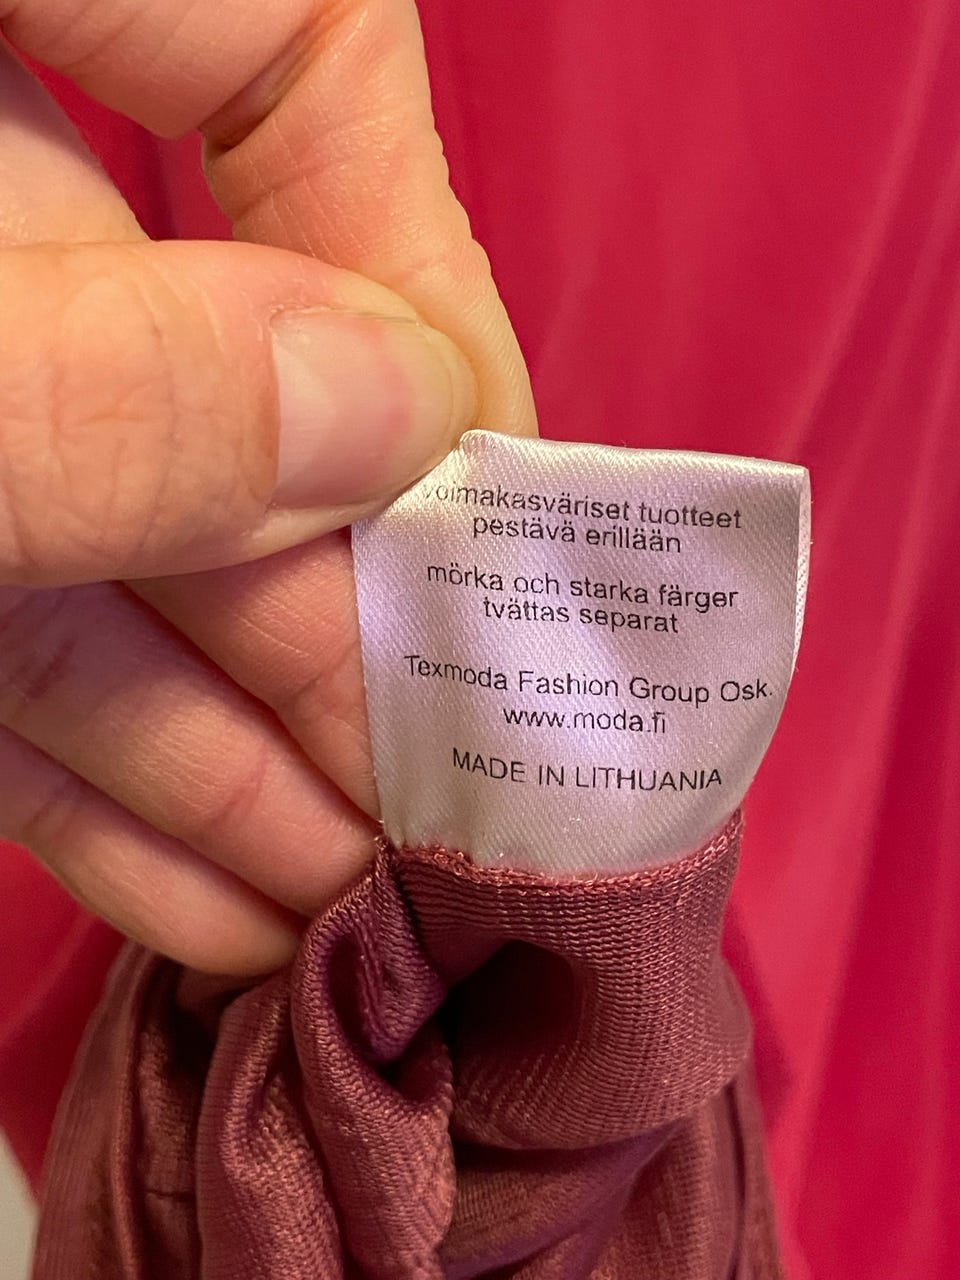 voimakasväriset tuotteet
pestävä erillään
mörka och starka färger
tvättas separat
Texmoda Fashion Group Osk.
www.moda.fi
MADE IN LITHUANIA